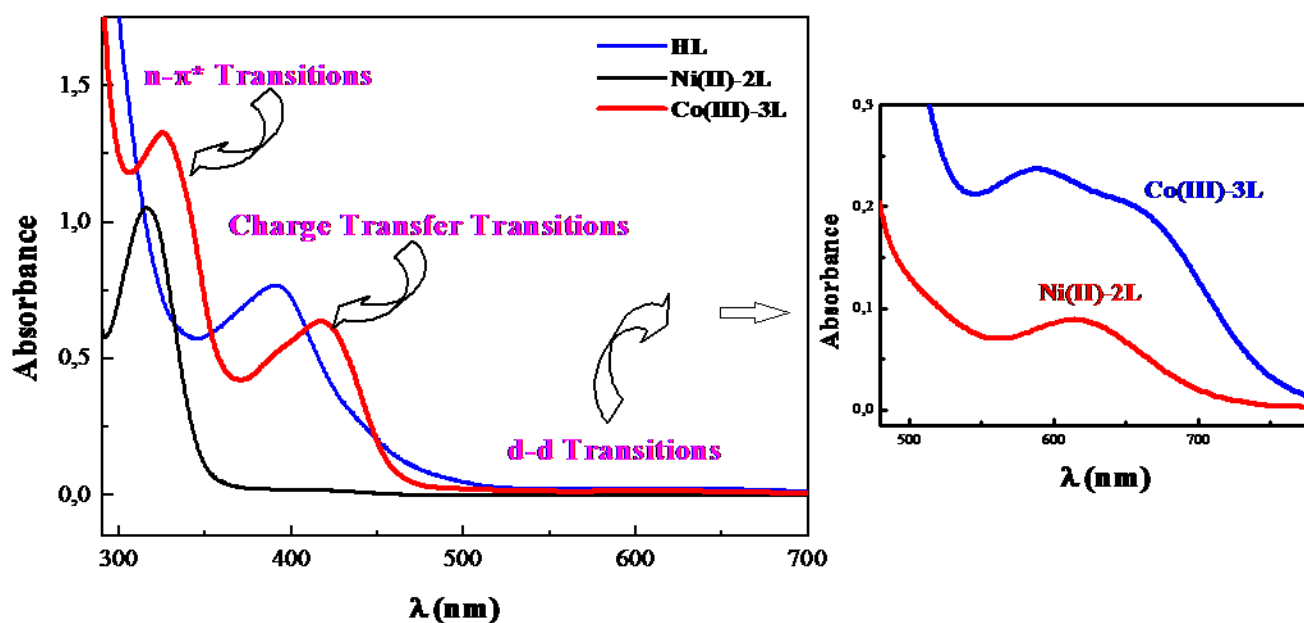 HL
Ni(II)-2L
Co(III)-3L
n-π* Transitions
Charge Transfer Transitions
d-d Transitions
Absorbance
1,5
1,0
0,5
0,0
300
400
500
600
700
λ (nm)
Co(III)-3L
Ni(II)-2L
Absorbance
0,3
0,2
0,1
0,0
500
600
700
λ (nm)